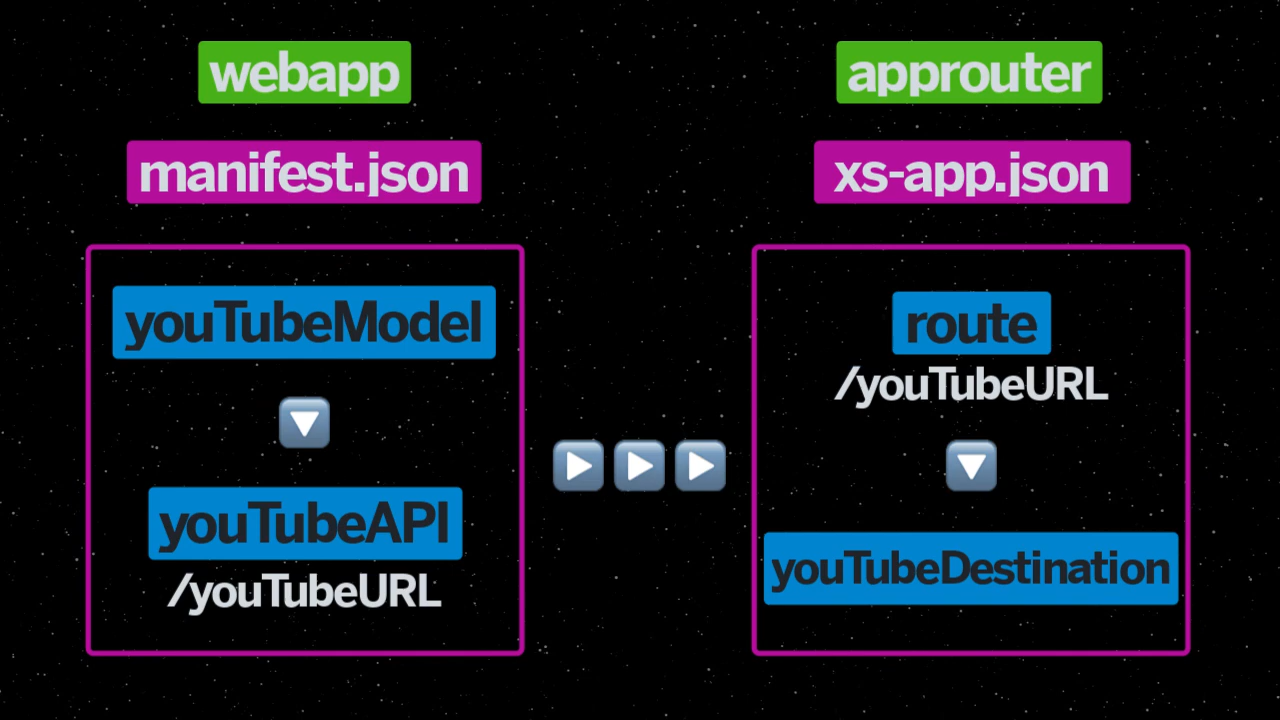 webapp
manifest.json
youTubeModel
youTubeAPI
/youTubeURL
approuter
xs-app.json
route
/youTubeURL
youTubeDestination